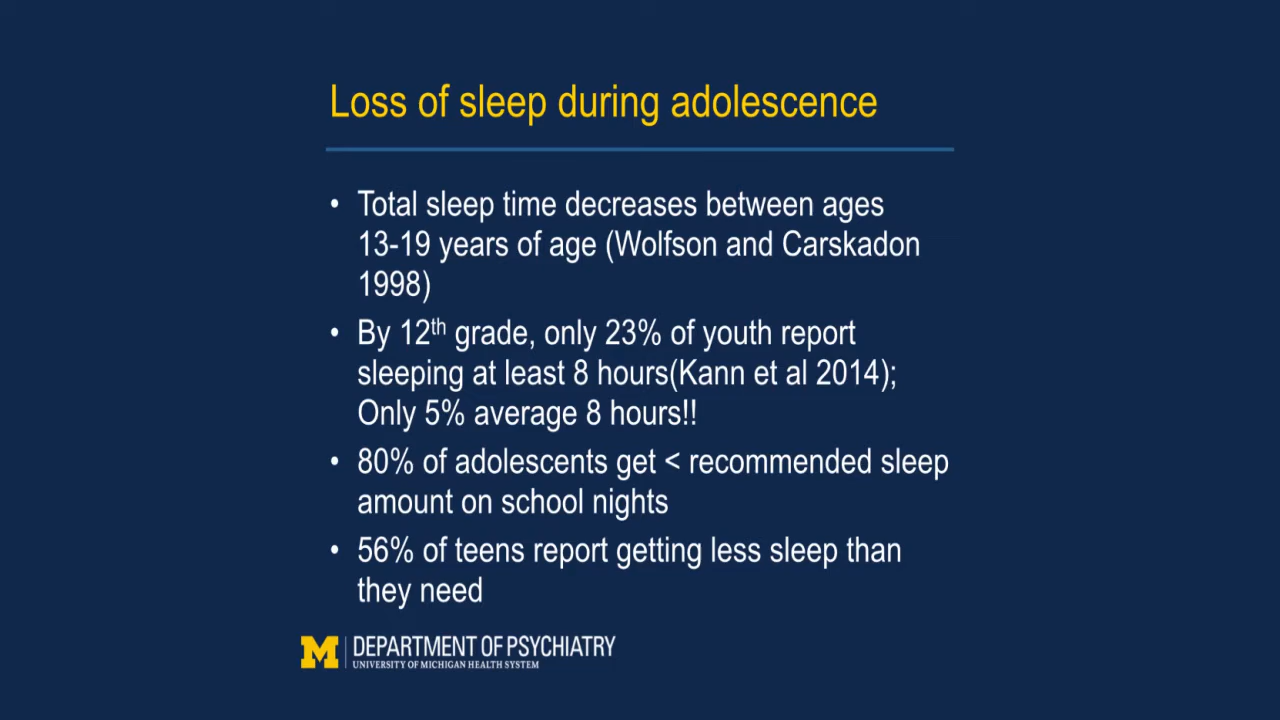 Loss of sleep during adolescence
• Total sleep time decreases between ages
13-19 years of age (Wolfson and Carskadon
1998)
• By 12th grade, only 23% of youth report
sleeping at least 8 hours(Kann et al 2014);
Only 5% average 8 hours!!
• 80% of adolescents get < recommended sleep
amount on school nights
• 56% of teens report getting less sleep than
they need
M DEPARTMENT OF PSYCHIATRY
UNIVERSITY OF MICHIGAN HEALTH SYSTEM